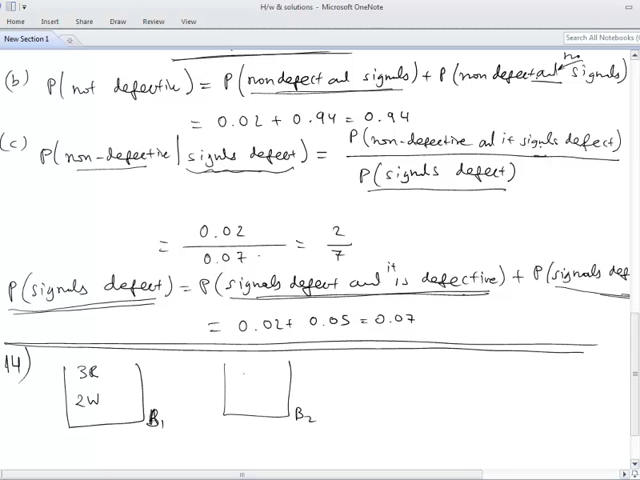 H/w & solutions - Microsoft OneNote
Home Insert Share Draw Review View
New Section 1
Search All Notebooks (Ctrl
no
(b) P(not defective) = P(nondefect and signals) + P(non defect and signals)
= 0.02 + 0.94 = 0.94
(c) P(non-defective | signals defect) = P(non-defective and it signals defect)
P(signals defect)
= 0.02 / 0.07 = 2/7
P(signals defect) = P(signals defect and it is defective) + P(signals def
= 0.02 + 0.05 = 0.07
14)
3R
2W
B1 B2